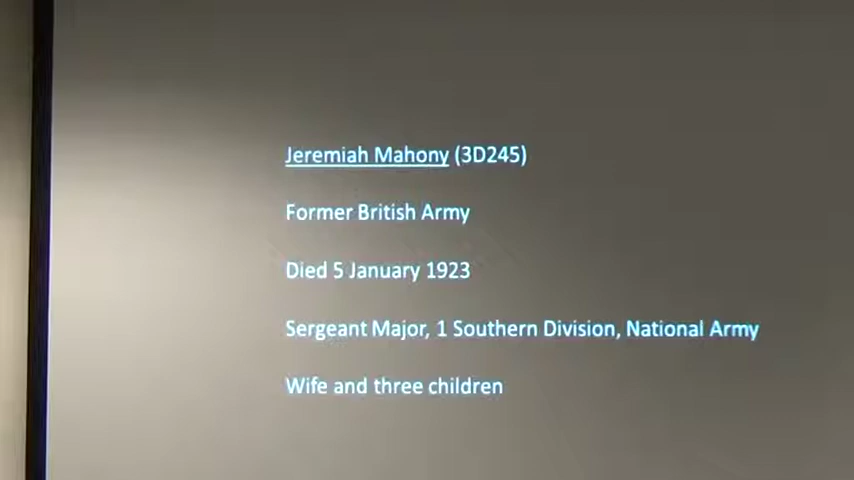 Jeremiah Mahony (3D245)
Former British Army
Died 5 January 1923
Sergeant Major, 1 Southern Division, National Army
Wife and three children